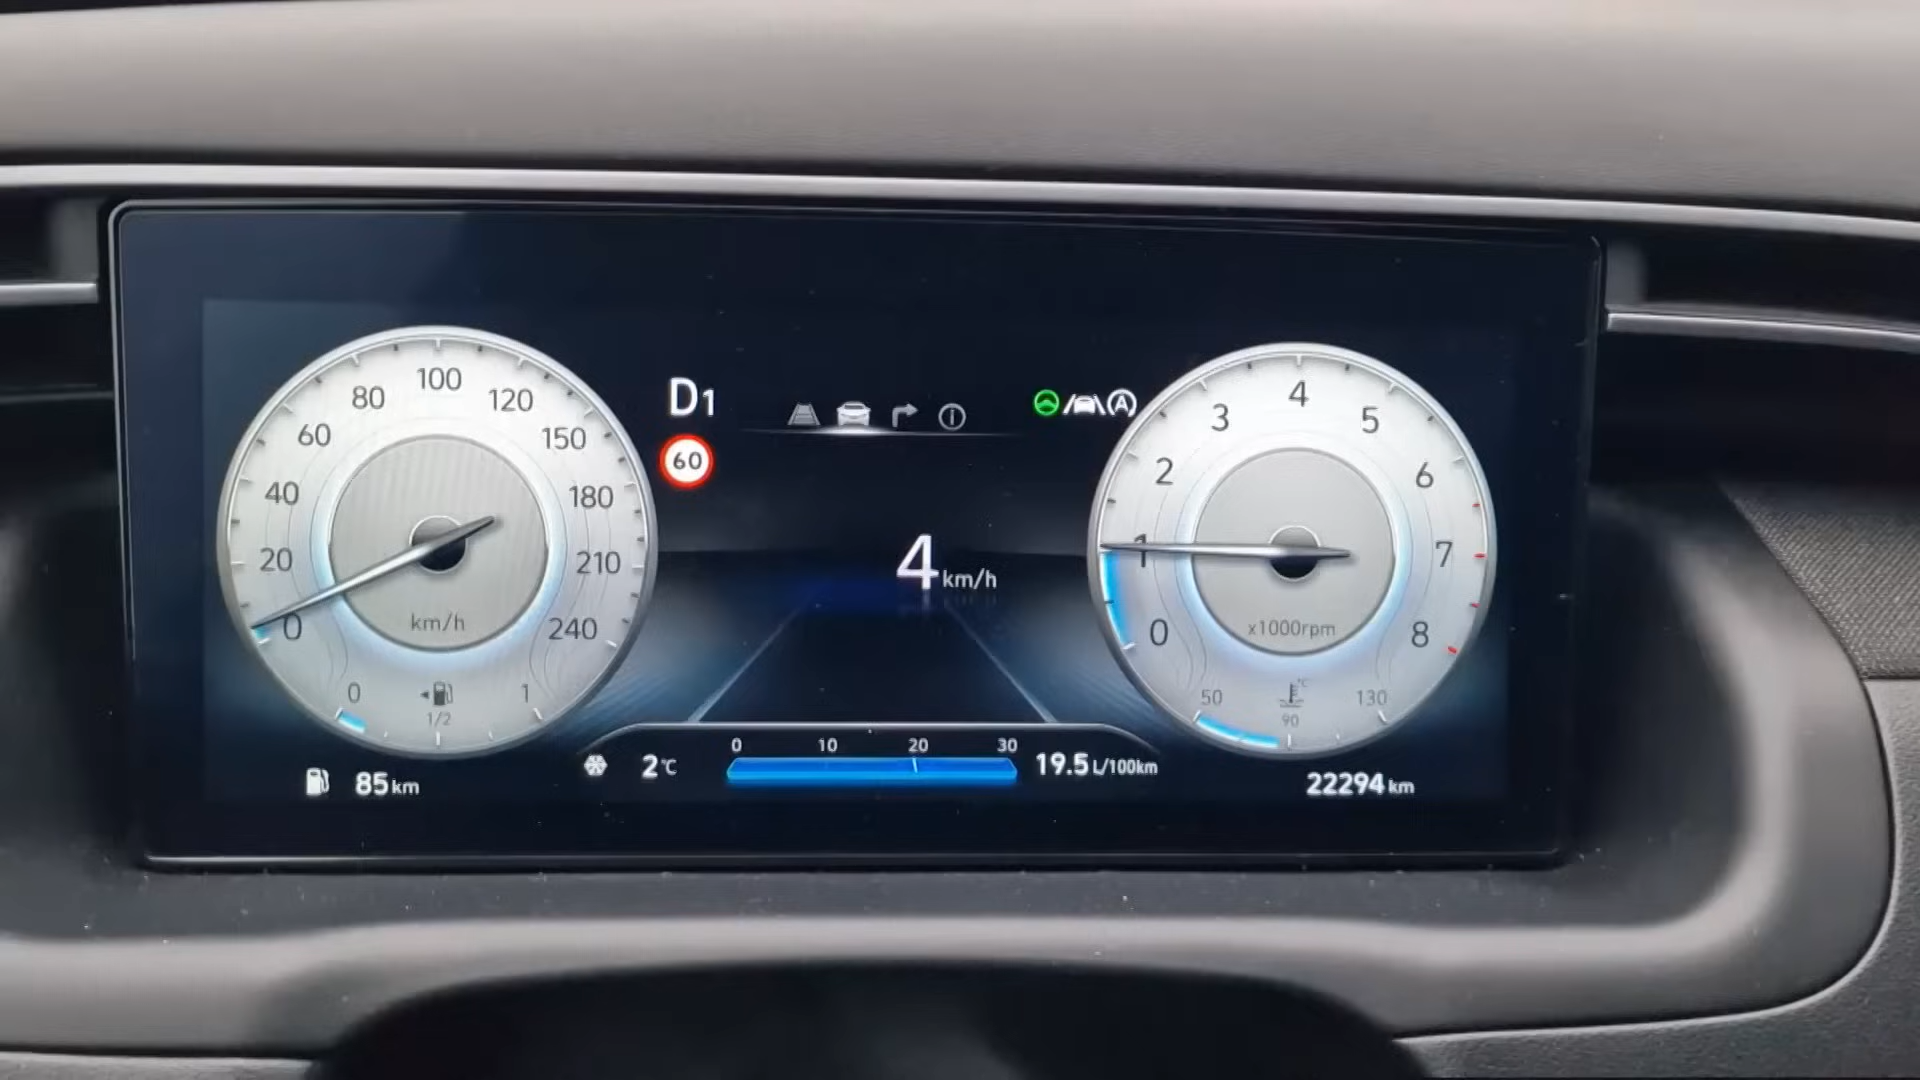 100
80 120
60 150
40 180
20 210
0 240
km/h
0 1
1/2
85 km
D1
60
4 km/h
A
0 10 20 30
2°C
19.5 L/100km
4
3 5
2 6
1 7
0 8
x1000rpm
50 °C 130
90
22294 km